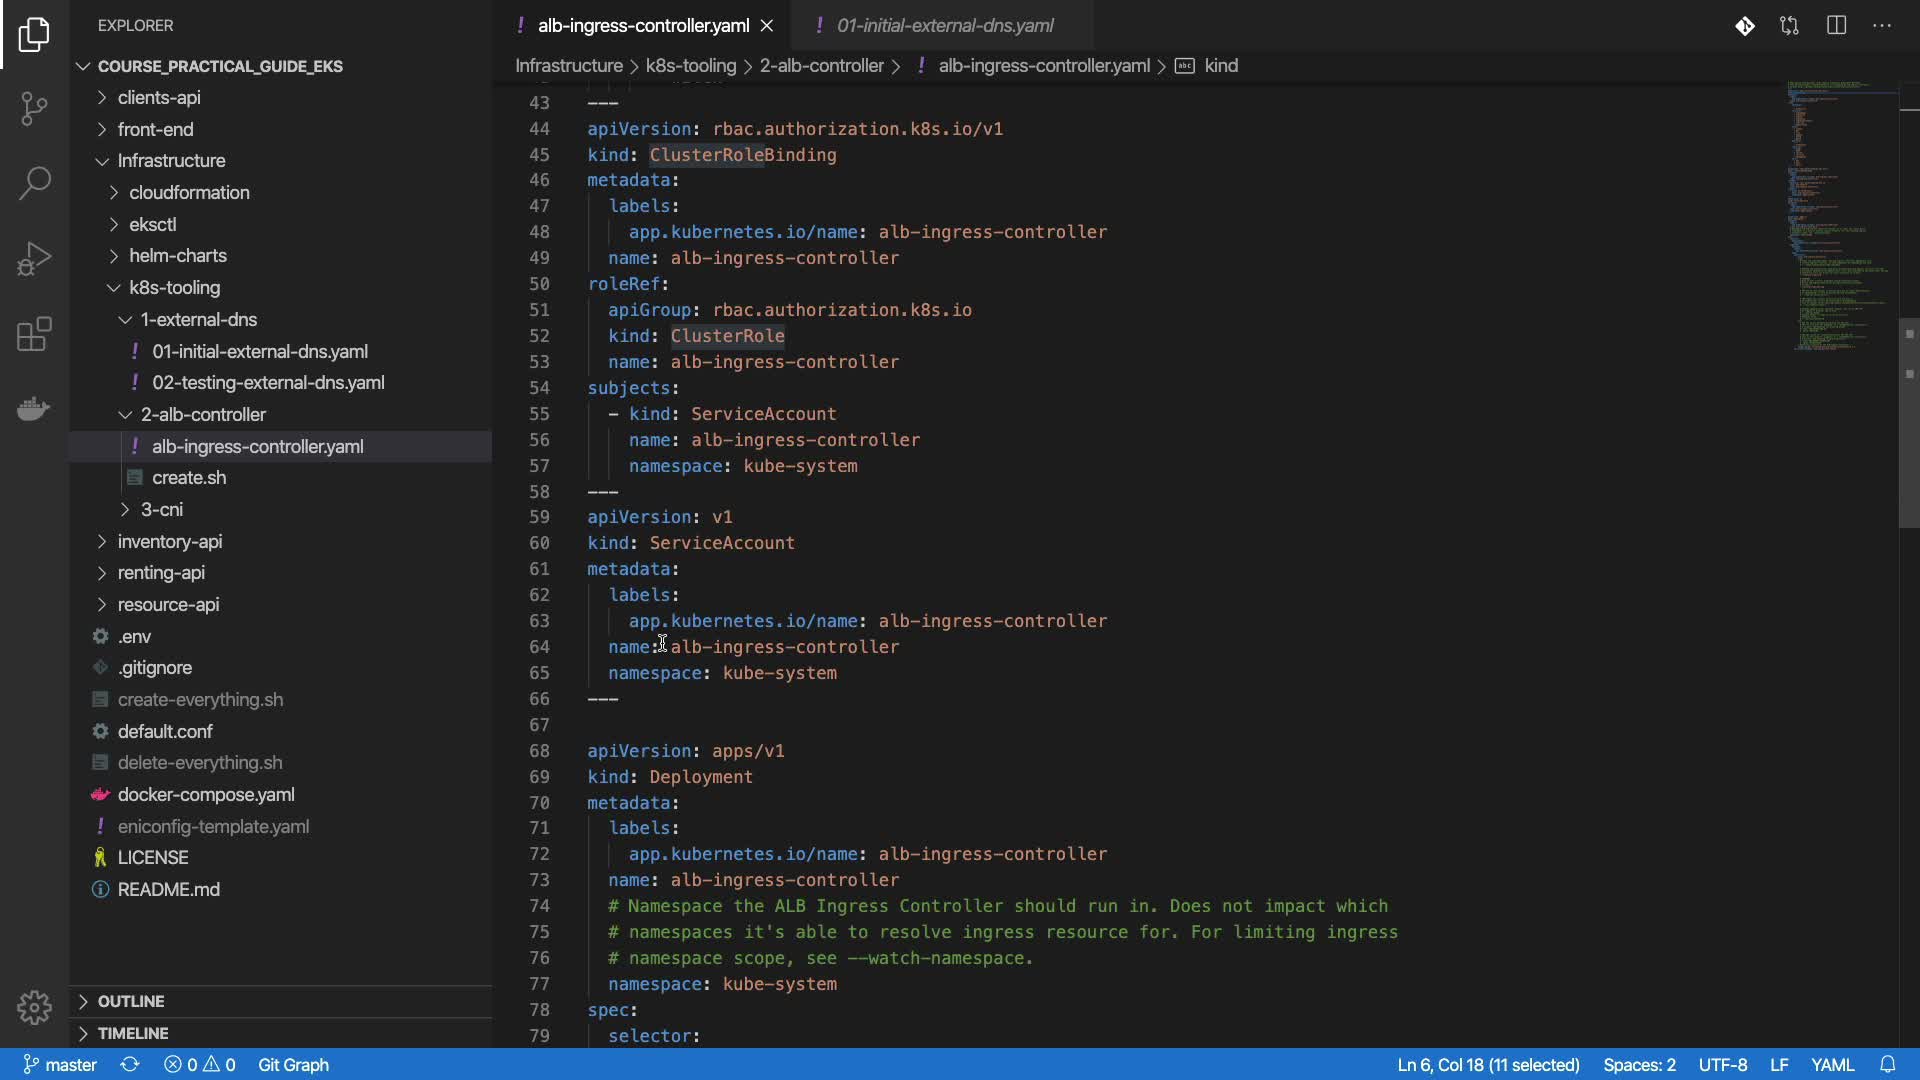 EXPLORER
COURSE_PRACTICAL_GUIDE_EKS
clients-api
front-end
Infrastructure
cloudformation
eksctl
helm-charts
k8s-tooling
1-external-dns
01-initial-external-dns.yaml
02-testing-external-dns.yaml
2-alb-controller
alb-ingress-controller.yaml
create.sh
3-cni
inventory-api
renting-api
resource-api
.env
.gitignore
create-everything.sh
default.conf
delete-everything.sh
docker-compose.yaml
eniconfig-template.yaml
LICENSE
README.md
OUTLINE
TIMELINE
alb-ingress-controller.yaml
01-initial-external-dns.yaml
Infrastructure > k8s-tooling > 2-alb-controller > ! alb-ingress-controller.yaml > abc kind
43 ---
44 apiVersion: rbac.authorization.k8s.io/v1
45 kind: ClusterRoleBinding
46 metadata:
47 labels:
48 app.kubernetes.io/name: alb-ingress-controller
49 name: alb-ingress-controller
50 roleRef:
51 apiGroup: rbac.authorization.k8s.io
52 kind: ClusterRole
53 name: alb-ingress-controller
54 subjects:
55 - kind: ServiceAccount
56 name: alb-ingress-controller
57 namespace: kube-system
58 ---
59 apiVersion: v1
60 kind: ServiceAccount
61 metadata:
62 labels:
63 app.kubernetes.io/name: alb-ingress-controller
64 name: alb-ingress-controller
65 namespace: kube-system
66 ---
67
68 apiVersion: apps/v1
69 kind: Deployment
70 metadata:
71 labels:
72 app.kubernetes.io/name: alb-ingress-controller
73 name: alb-ingress-controller
74 # Namespace the ALB Ingress Controller should run in. Does not impact which
75 # namespaces it's able to resolve ingress resource for. For limiting ingress
76 # namespace scope, see --watch-namespace.
77 namespace: kube-system
78 spec:
79 selector:
master 0 0 Git Graph Ln 6, Col 18 (11 selected) Spaces: 2 UTF-8 LF YAML